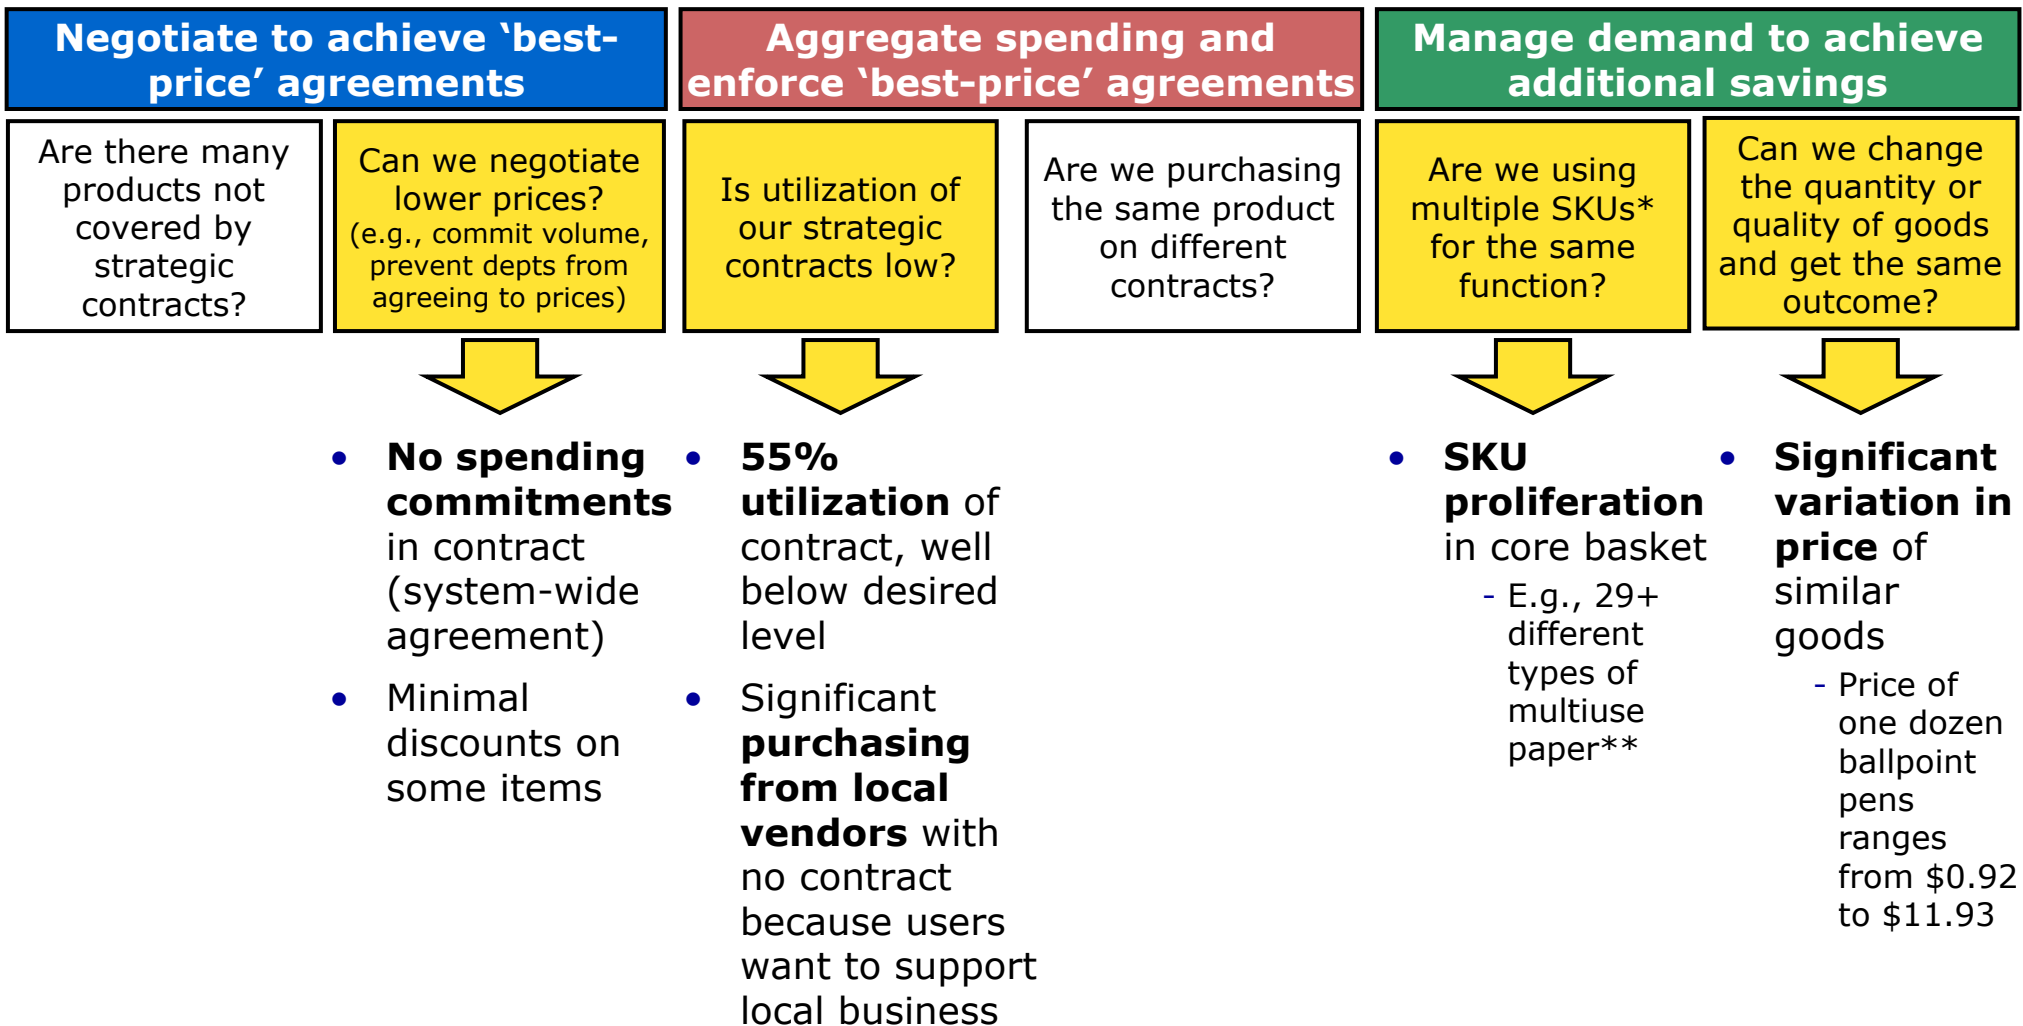 Negotiate to achieve ‘best-
price’ agreements
Aggregate spending and
enforce ‘best-price’ agreements
Manage demand to achieve
additional savings
Are there many
products not
covered by
strategic
contracts?
Can we negotiate
lower prices?
(e.g., commit volume,
prevent depts from
agreeing to prices)
Is utilization of
our strategic
contracts low?
Are we purchasing
the same product
on different
contracts?
Are we using
multiple SKUs*
for the same
function?
Can we change
the quantity or
quality of goods
and get the same
outcome?
• No spending
commitments
in contract
(system-wide
agreement)
• Minimal
discounts on
some items
• 55%
utilization of
contract, well
below desired
level
• Significant
purchasing
from local
vendors with
no contract
because users
want to support
local business
• SKU
proliferation
in core basket
- E.g., 29+
different
types of
multiuse
paper**
• Significant
variation in
price of
similar
goods
- Price of
one dozen
ballpoint
pens
ranges
from $0.92
to $11.93